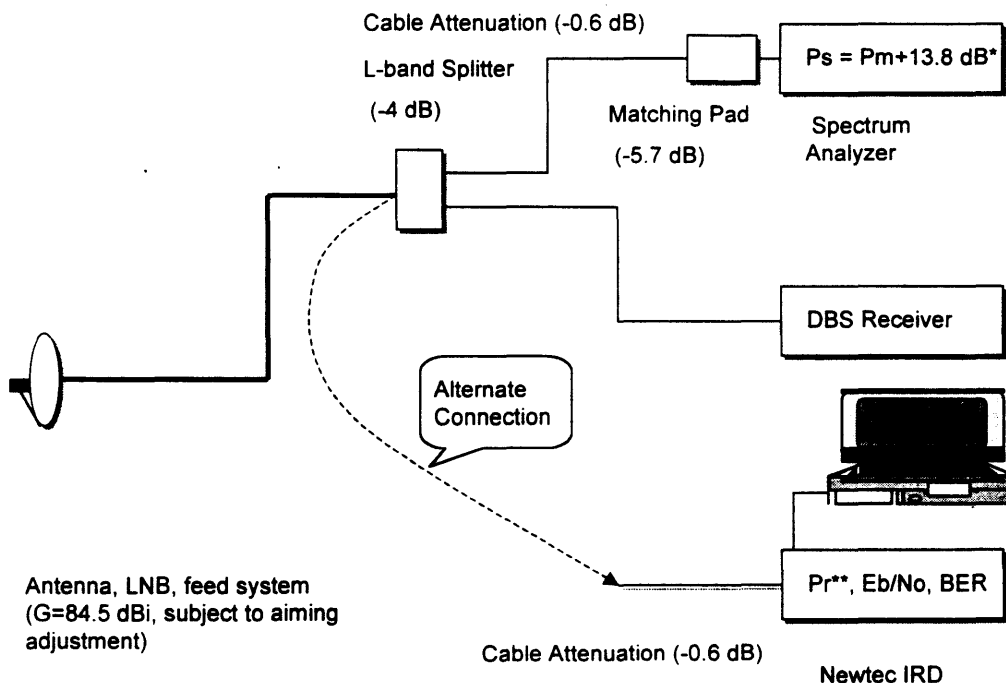 Cable Attenuation (-0.6 dB)
L-band Splitter
(-4 dB)
Ps = Pm+13.8 dB*
Matching Pad
(-5.7 dB)
Spectrum
Analyzer
DBS Receiver
Alternate
Connection
Antenna, LNB, feed system
(G=84.5 dBi, subject to aiming
adjustment)
Pr**, Eb/No, BER
Cable Attenuation (-0.6 dB)
Newtec IRD